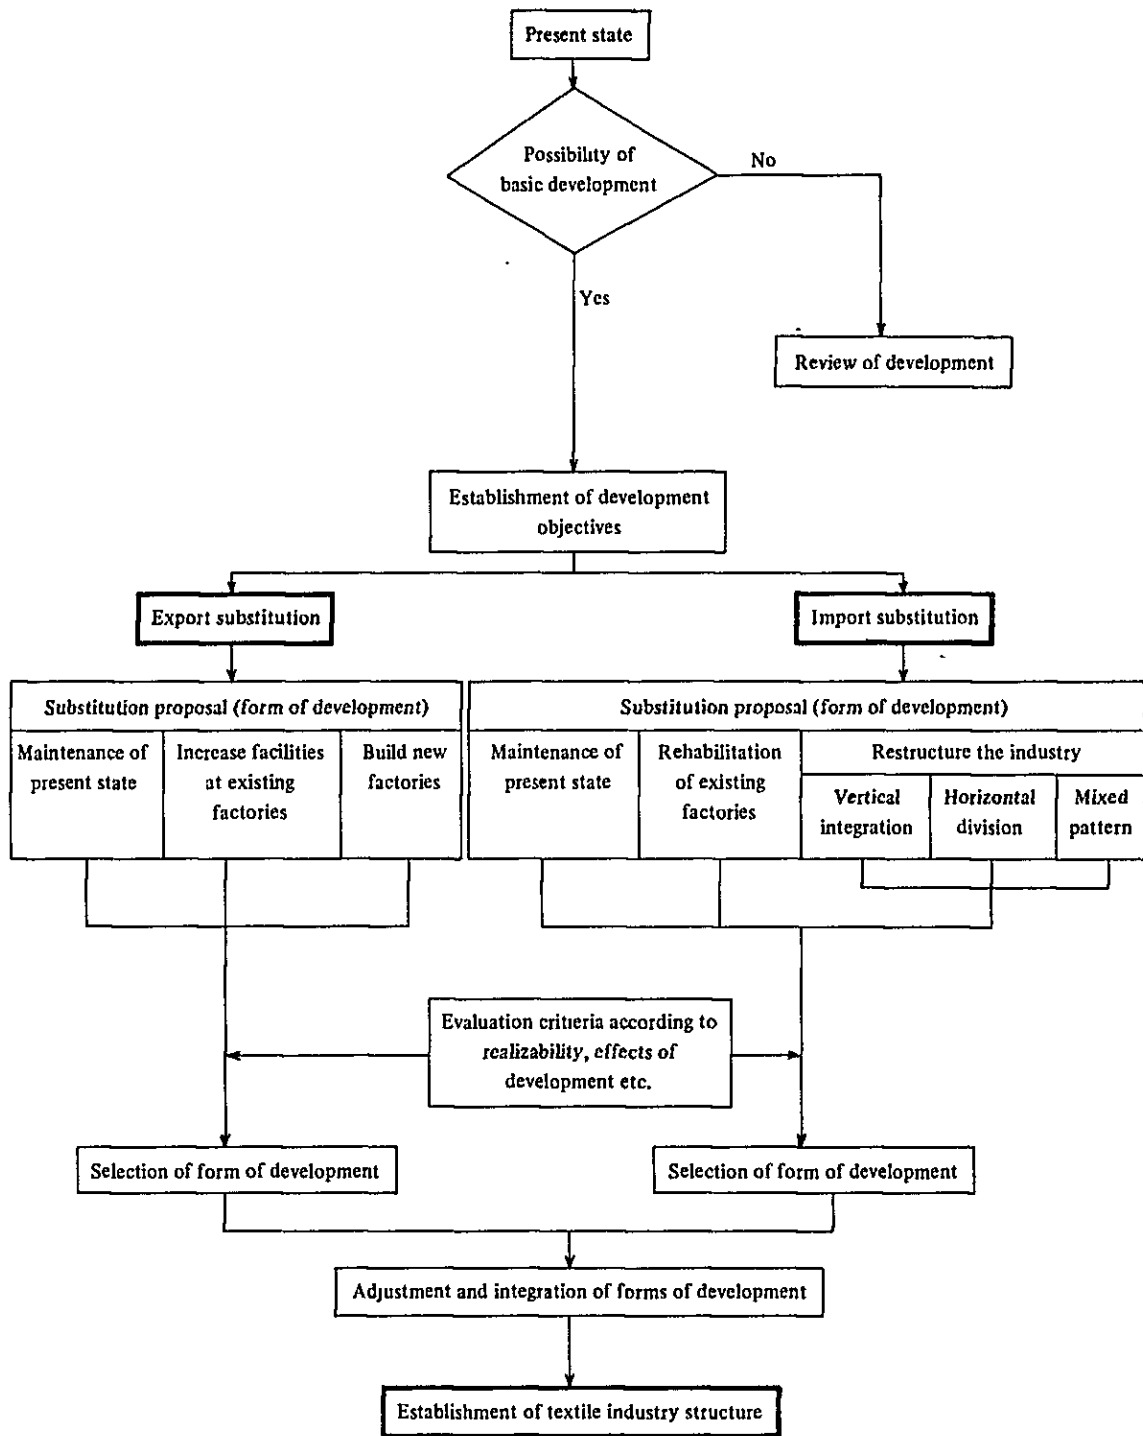 Present state
Possibility of
basic development
No
Yes
Review of development
Establishment of development
objectives
Export substitution
Import substitution
Substitution proposal (form of development)
Maintenance of
present state
Increase facilities
at existing
factories
Build new
factories
Substitution proposal (form of development)
Maintenance of
present state
Rehabilitation
of existing
factories
Restructure the industry
Vertical
integration
Horizontal
division
Mixed
pattern
Evaluation critieria according to
realizability, effects of
development etc.
Selection of form of development
Selection of form of development
Adjustment and integration of forms of development
Establishment of textile industry structure